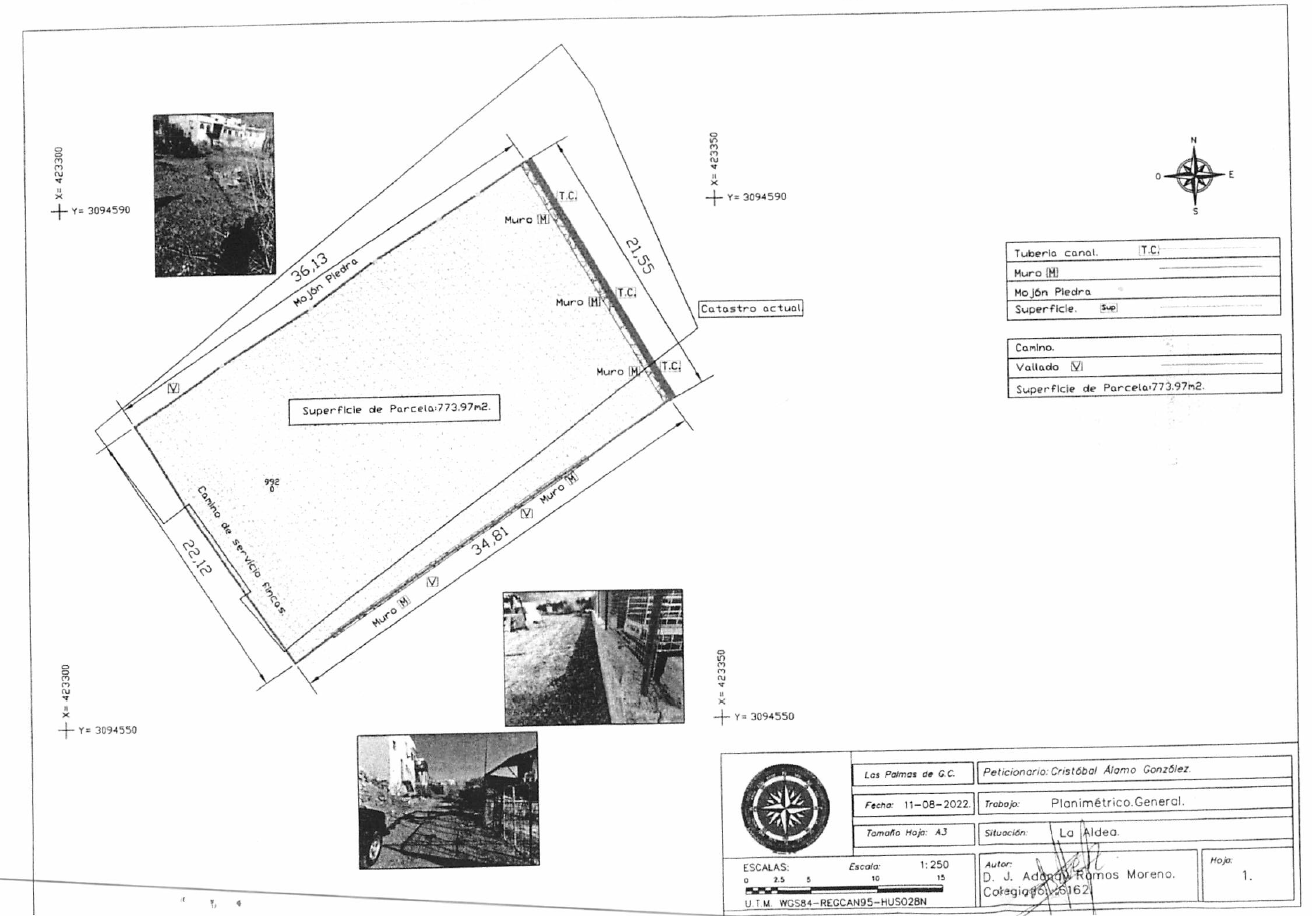 X= 423300
Y= 3094590
X= 423350
Y= 3094590
N
O
E
S
T.C.
Muro M
21,55
36,13
Mojón Piedra
Muro M
T.C.
Catastro actual
Muro M
T.C.
V
Superficie de Parcela:773.97m2.
992
Camino de servicio fincas.
22,12
Muro M
V
34,81
V
Muro M
Tubería canal. T.C.
Muro M
Mojón Piedra
Superficie. Sup
Camino.
Vallado V
Superficie de Parcela:773.97m2.
X= 423300
Y= 3094550
X= 423350
Y= 3094550
Las Palmas de G.C.
Peticionario: Cristóbal Álamo González.
Fecha: 11-08-2022.
Trabajo: Planimétrico.General.
Tamaño Hoja: A3
Situación: La Aldea.
ESCALAS: Escala: 1:250
0 2.5 5 10 15
U.T.M. WGS84-REGCAN95-HUSO28N
Autor:
D. J. Ramos Moreno.
Hoja:
1.